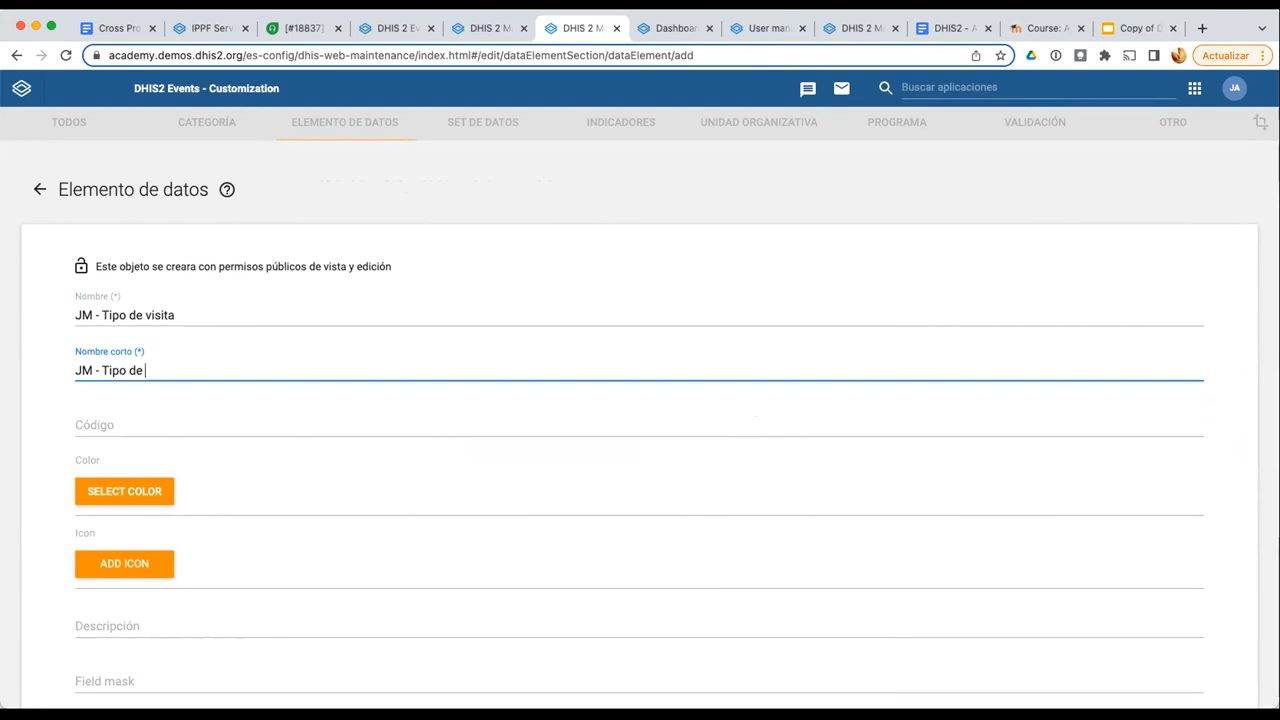 Cross Pro
IPPF Serv
[#18837]
DHIS 2 Ev
DHIS 2 Ma
DHIS 2 Ma
Dashboar
User man
DHIS 2 M
DHIS2 - A
Course: A
Copy of D
academy.demos.dhis2.org/es-config/dhis-web-maintenance/index.html#/edit/dataElementSection/dataElement/add
Actualizar
DHIS2 Events - Customization
Buscar aplicaciones
JA
TODOS
CATEGORÍA
ELEMENTO DE DATOS
SET DE DATOS
INDICADORES
UNIDAD ORGANIZATIVA
PROGRAMA
VALIDACIÓN
OTRO
Elemento de datos
Este objeto se creara con permisos públicos de vista y edición
Nombre (*)
JM - Tipo de visita
Nombre corto (*)
JM - Tipo de
Código
Color
SELECT COLOR
Icon
ADD ICON
Descripción
Field mask